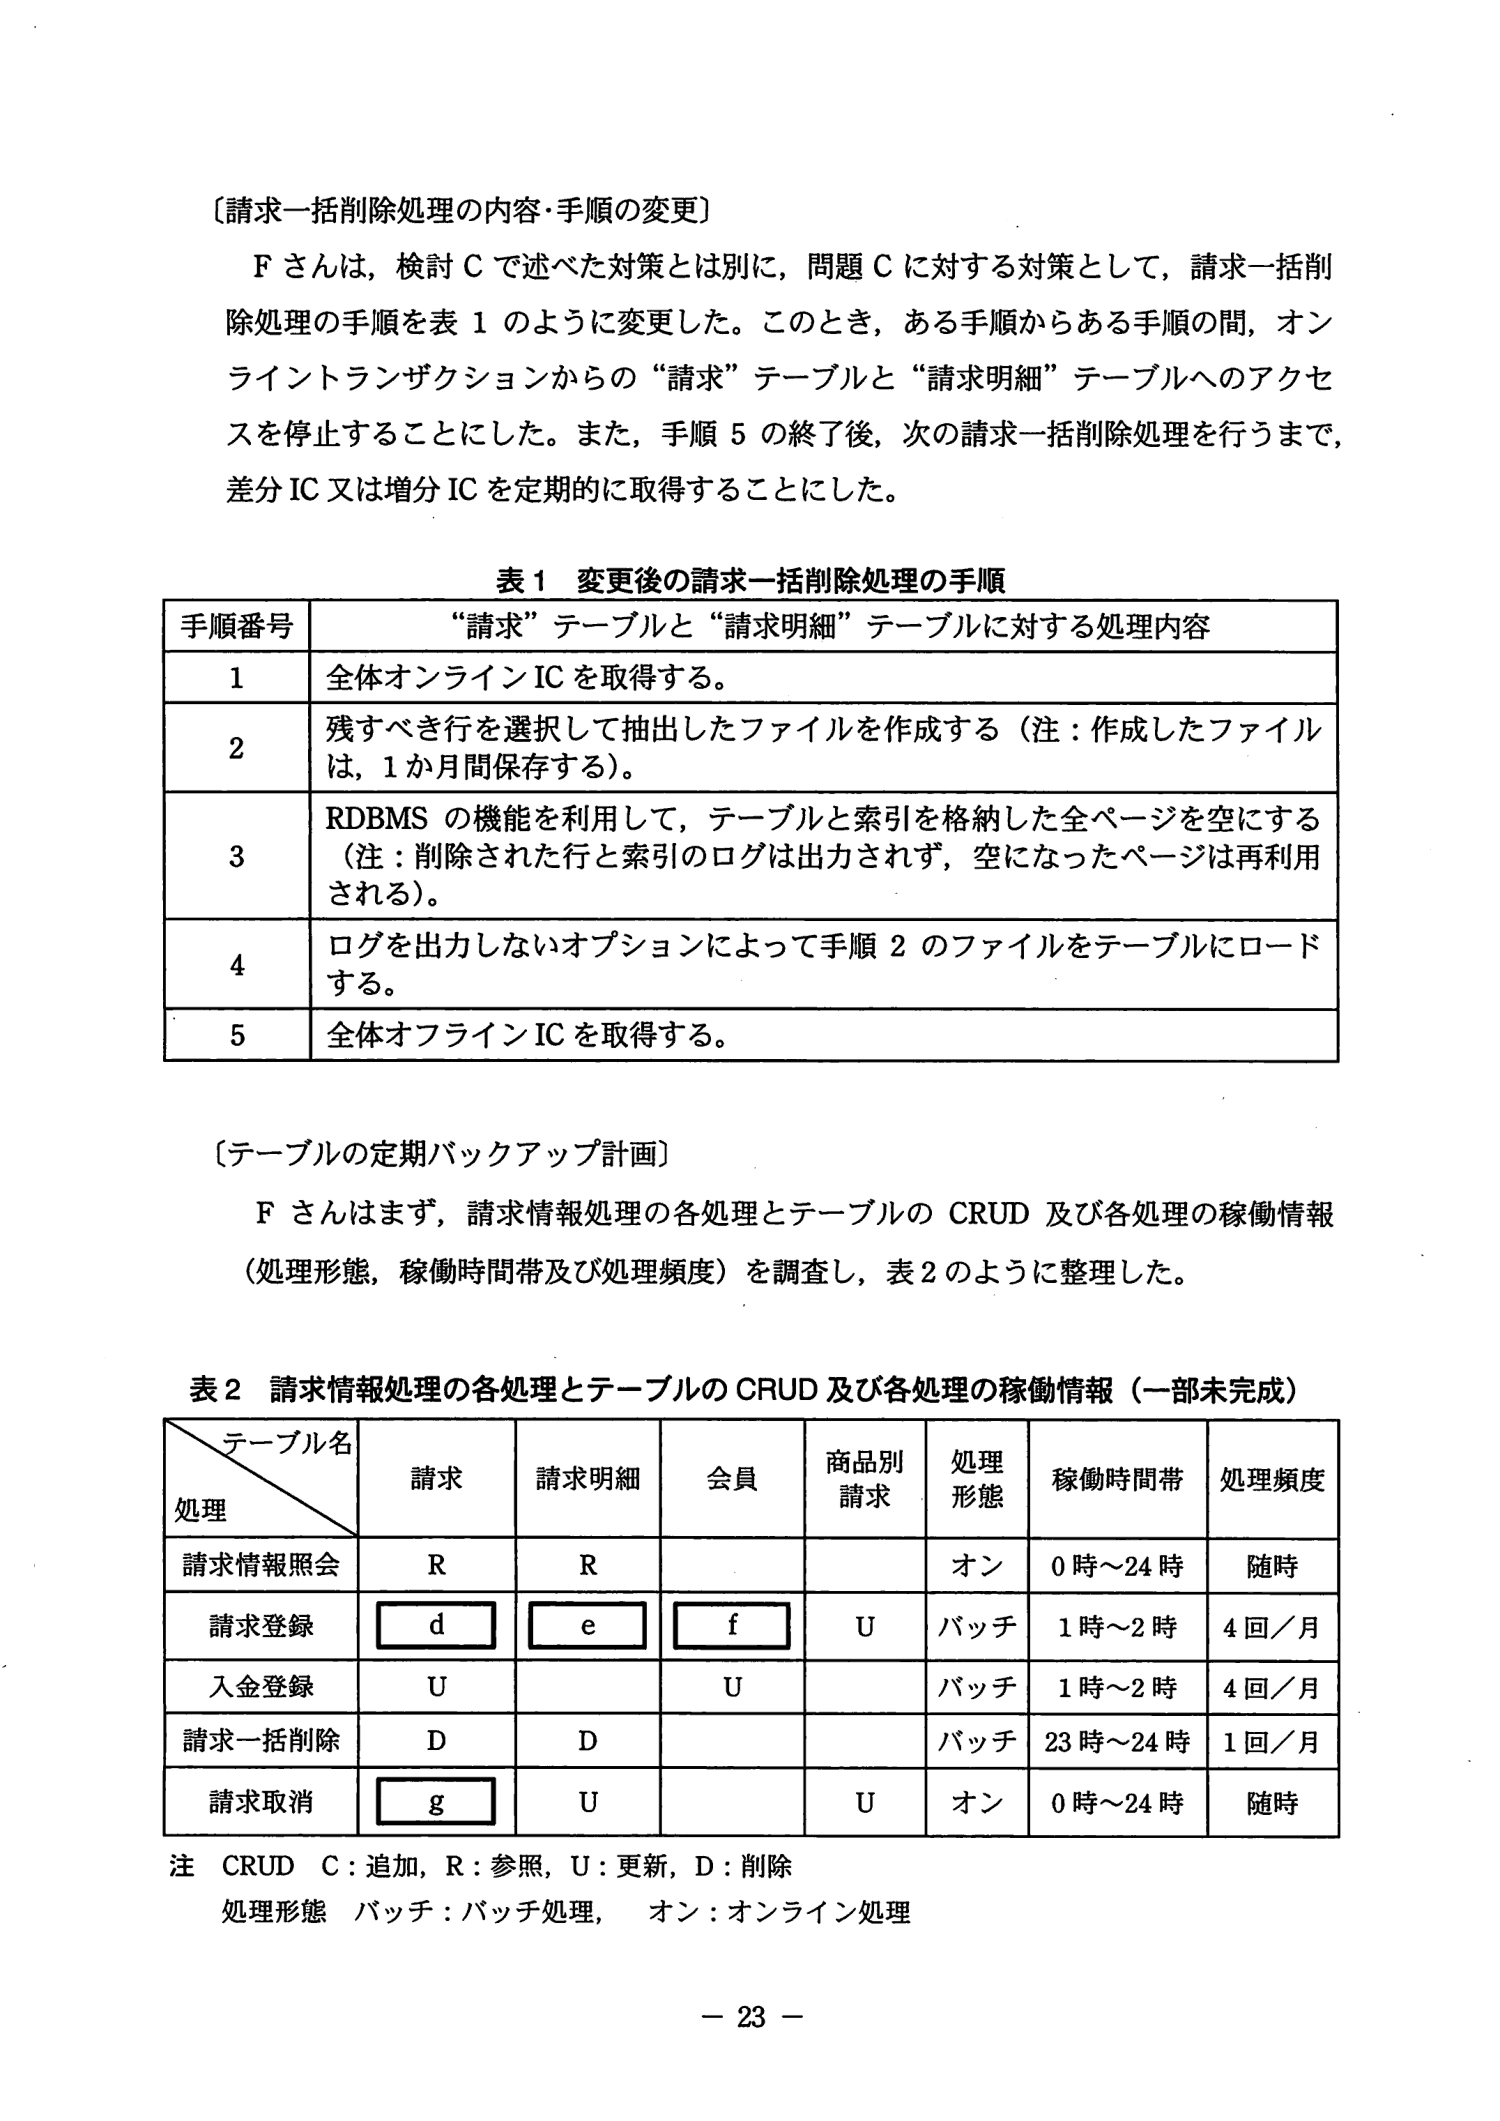 〔請求一括削除処理の内容・手順の変更〕
F さんは，検討 C で述べた対策とは別に，問題 C に対する対策として，請求一括削
除処理の手順を表 1 のように変更した。このとき，ある手順からある手順の間，オン
ライントランザクションからの “請求” テーブルと “請求明細” テーブルへのアクセ
スを停止することにした。また，手順 5 の終了後，次の請求一括削除処理を行うまで，
差分 IC 又は増分 IC を定期的に取得することにした。
表 1　変更後の請求一括削除処理の手順
手順番号　“請求” テーブルと “請求明細” テーブルに対する処理内容
1　全体オンライン IC を取得する。
2　残すべき行を選択して抽出したファイルを作成する（注：作成したファイル
は，1 か月間保存する）。
3　RDBMS の機能を利用して，テーブルと索引を格納した全ページを空にする
（注：削除された行と索引のログは出力されず，空になったページは再利用
される）。
4　ログを出力しないオプションによって手順 2 のファイルをテーブルにロード
する。
5　全体オフライン IC を取得する。
〔テーブルの定期バックアップ計画〕
F さんはまず，請求情報処理の各処理とテーブルの CRUD 及び各処理の稼働情報
（処理形態，稼働時間帯及び処理頻度）を調査し，表 2 のように整理した。
表 2　請求情報処理の各処理とテーブルの CRUD 及び各処理の稼働情報（一部未完成）
テーブル名　処理　請求　請求明細　会員　商品別請求　処理形態　稼働時間帯　処理頻度
請求情報照会　R　R　オン　0 時～24 時　随時
請求登録　d　e　f　U　バッチ　1 時～2 時　4 回／月
入金登録　U　U　バッチ　1 時～2 時　4 回／月
請求一括削除　D　D　バッチ　23 時～24 時　1 回／月
請求取消　g　U　U　オン　0 時～24 時　随時
注　CRUD　C：追加，R：参照，U：更新，D：削除
処理形態　バッチ：バッチ処理，　オン：オンライン処理
－ 23 －